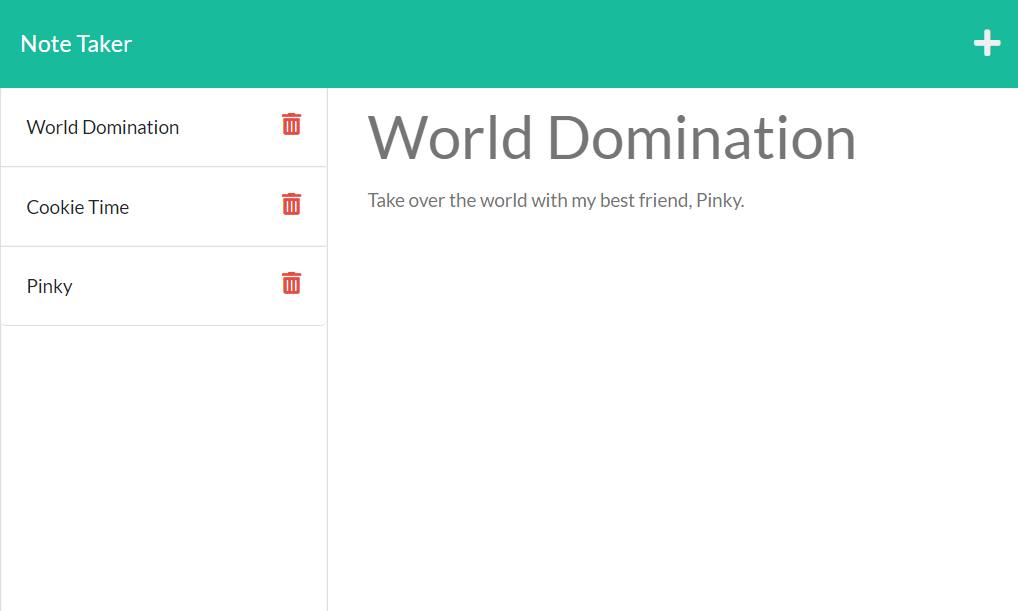 Note Taker
World Domination
Cookie Time
Pinky
World Domination
Take over the world with my best friend, Pinky.